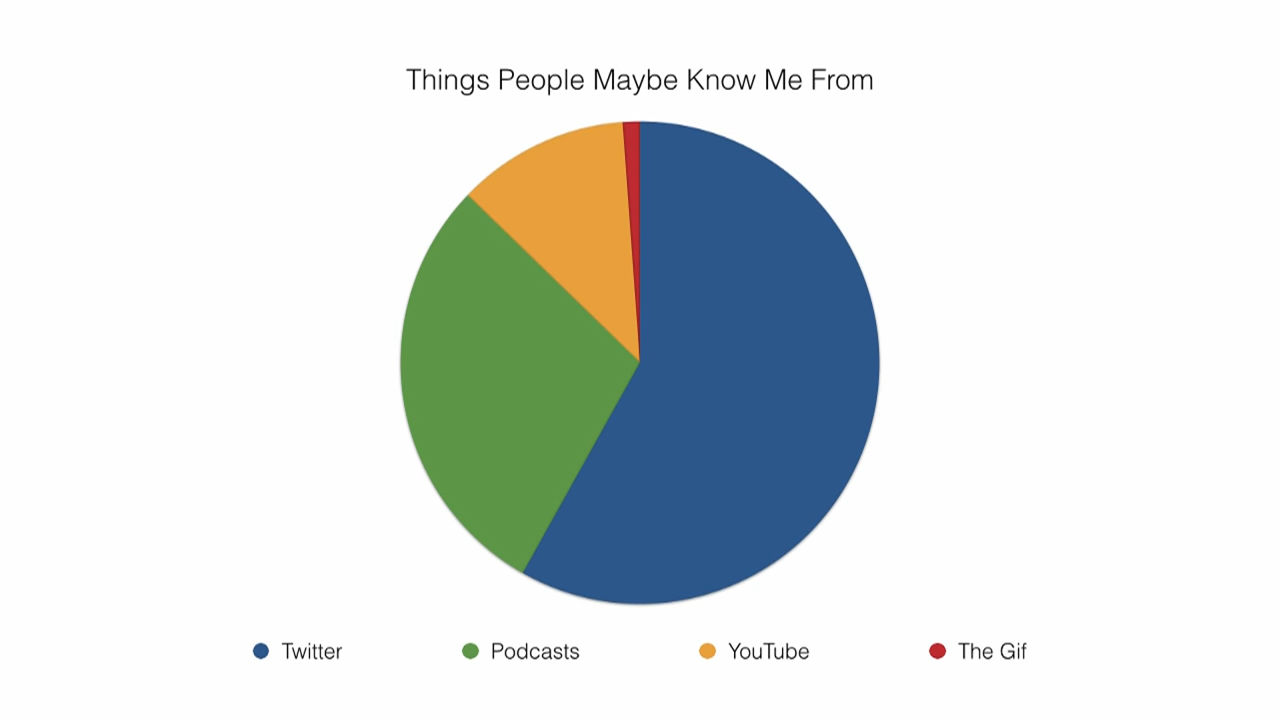 Things People Maybe Know Me From
Twitter
Podcasts
YouTube
The Gif